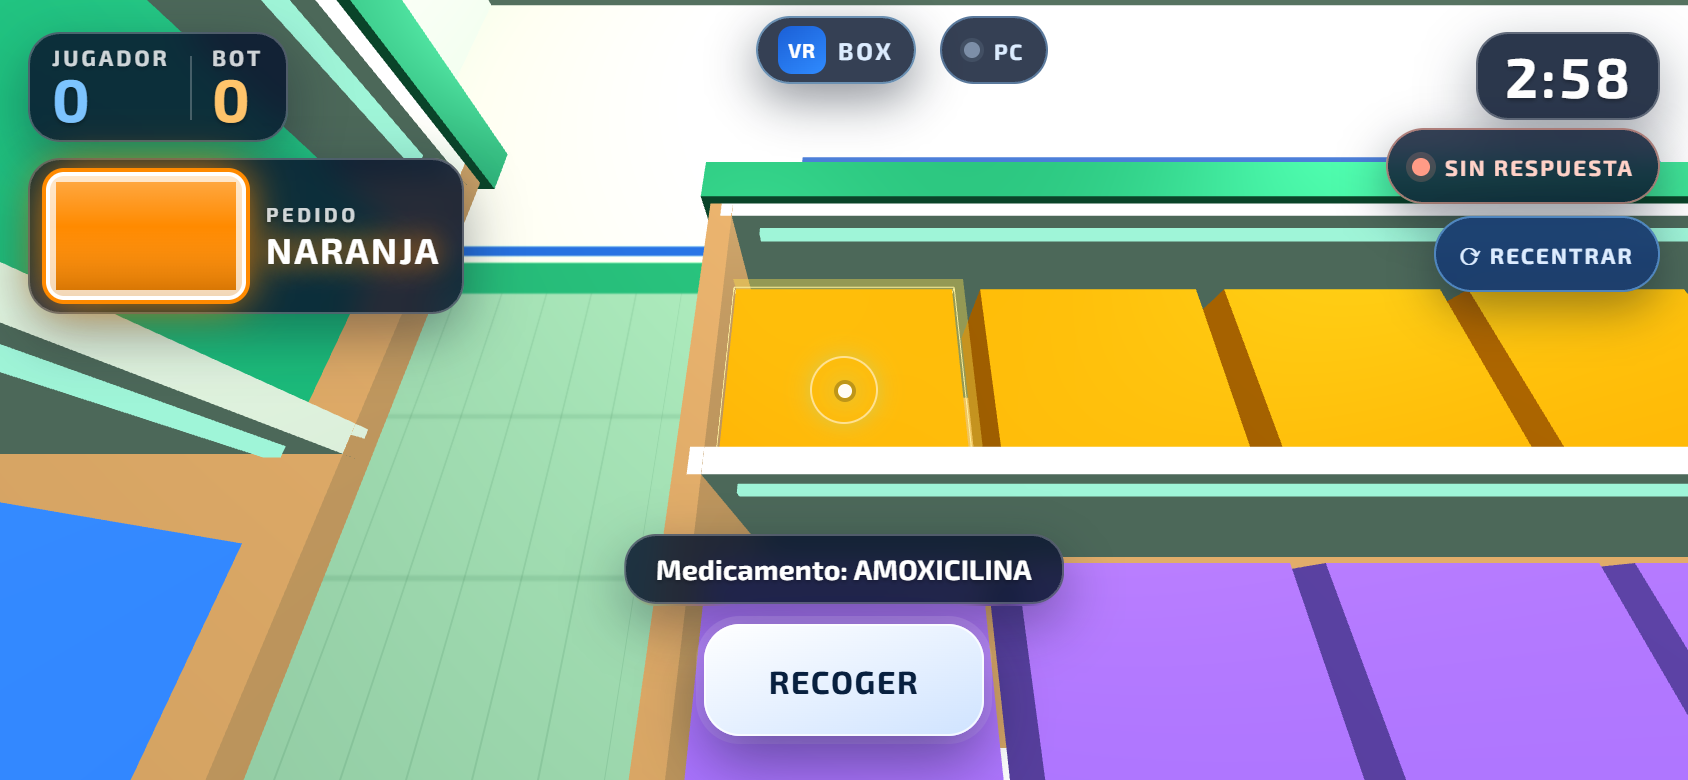 JUGADOR BOT
0 0
PEDIDO
NARANJA
VR BOX
PC
2:58
SIN RESPUESTA
⟳ RECENTRAR
Medicamento: AMOXICILINA
RECOGER